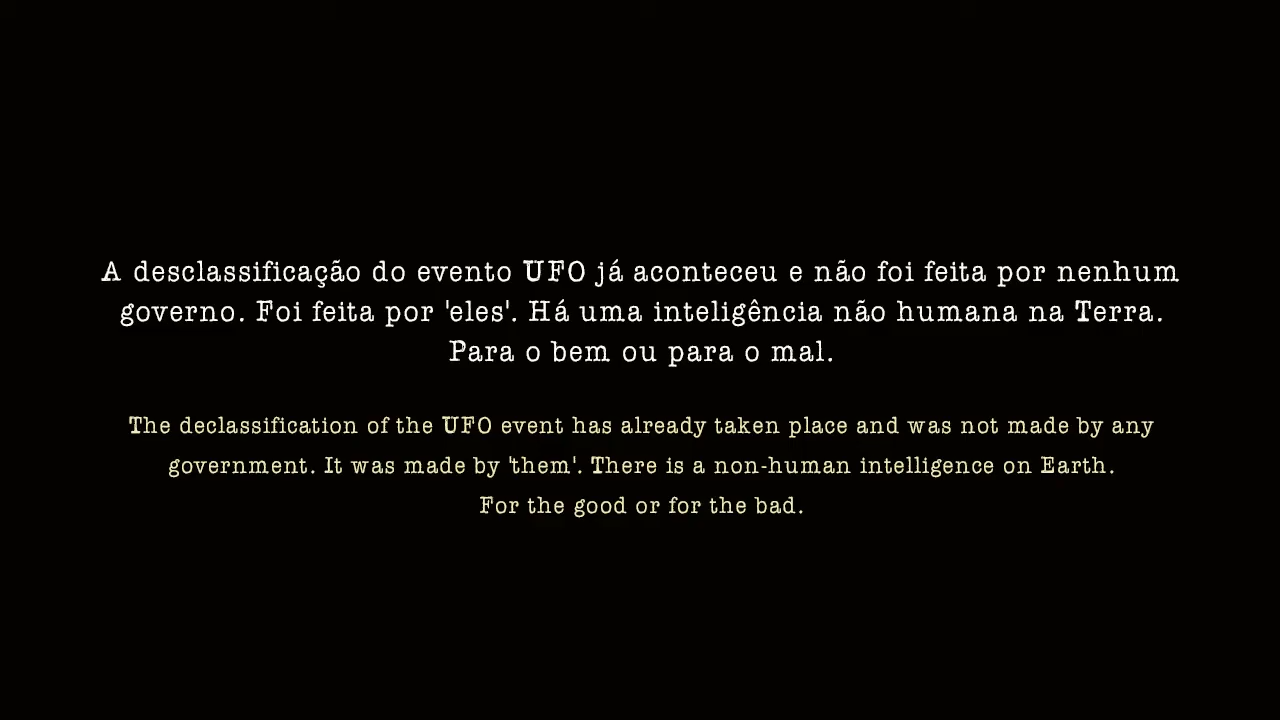 A desclassificação do evento UFO já aconteceu e não foi feita por nenhum
governo. Foi feita por 'eles'. Há uma inteligência não humana na Terra.
Para o bem ou para o mal.
The declassification of the UFO event has already taken place and was not made by any
government. It was made by 'them'. There is a non-human intelligence on Earth.
For the good or for the bad.